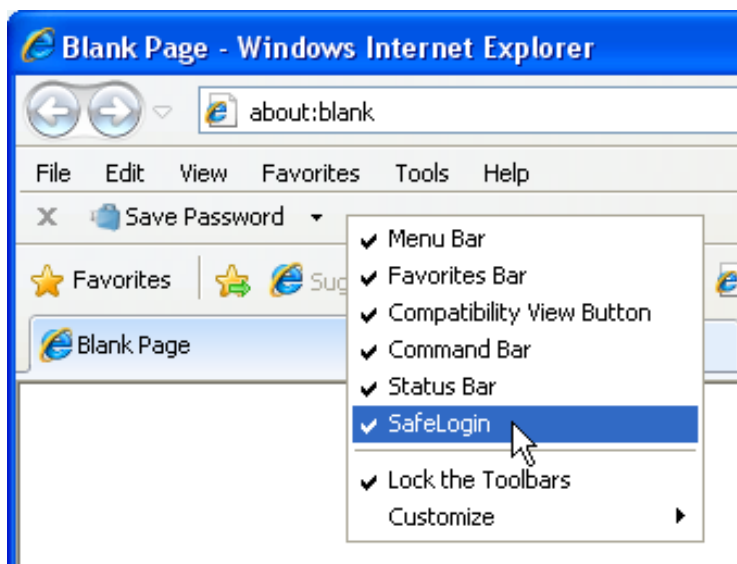 Blank Page - Windows Internet Explorer
about:blank
File Edit View Favorites Tools Help
X Save Password
Menu Bar
Favorites Sug
Favorites Bar
Compatibility View Button
Blank Page
Command Bar
Status Bar
SafeLogin
Lock the Toolbars
Customize